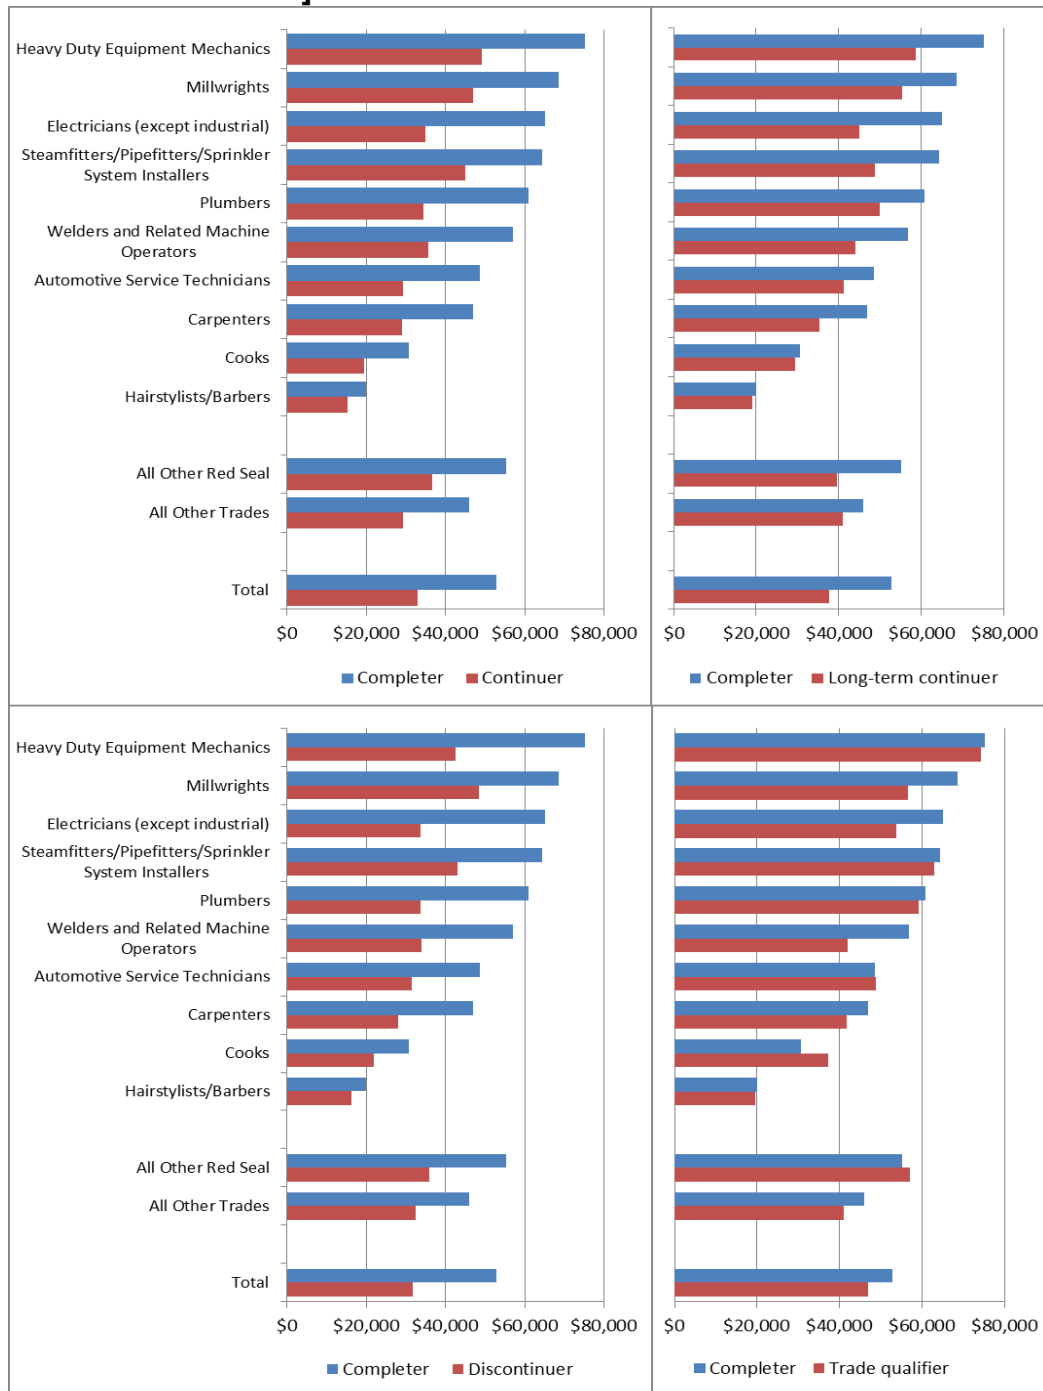 Heavy Duty Equipment Mechanics
Millwrights
Electricians (except industrial)
Steamfitters/Pipefitters/Sprinkler
System Installers
Plumbers
Welders and Related Machine
Operators
Automotive Service Technicians
Carpenters
Cooks
Hairstylists/Barbers
All Other Red Seal
All Other Trades
Total
$0 $20,000 $40,000 $60,000 $80,000
Completer Continuer
$0 $20,000 $40,000 $60,000 $80,000
Completer Long-term continuer
Heavy Duty Equipment Mechanics
Millwrights
Electricians (except industrial)
Steamfitters/Pipefitters/Sprinkler
System Installers
Plumbers
Welders and Related Machine
Operators
Automotive Service Technicians
Carpenters
Cooks
Hairstylists/Barbers
All Other Red Seal
All Other Trades
Total
$0 $20,000 $40,000 $60,000 $80,000
Completer Discontinuer
$0 $20,000 $40,000 $60,000 $80,000
Completer Trade qualifier